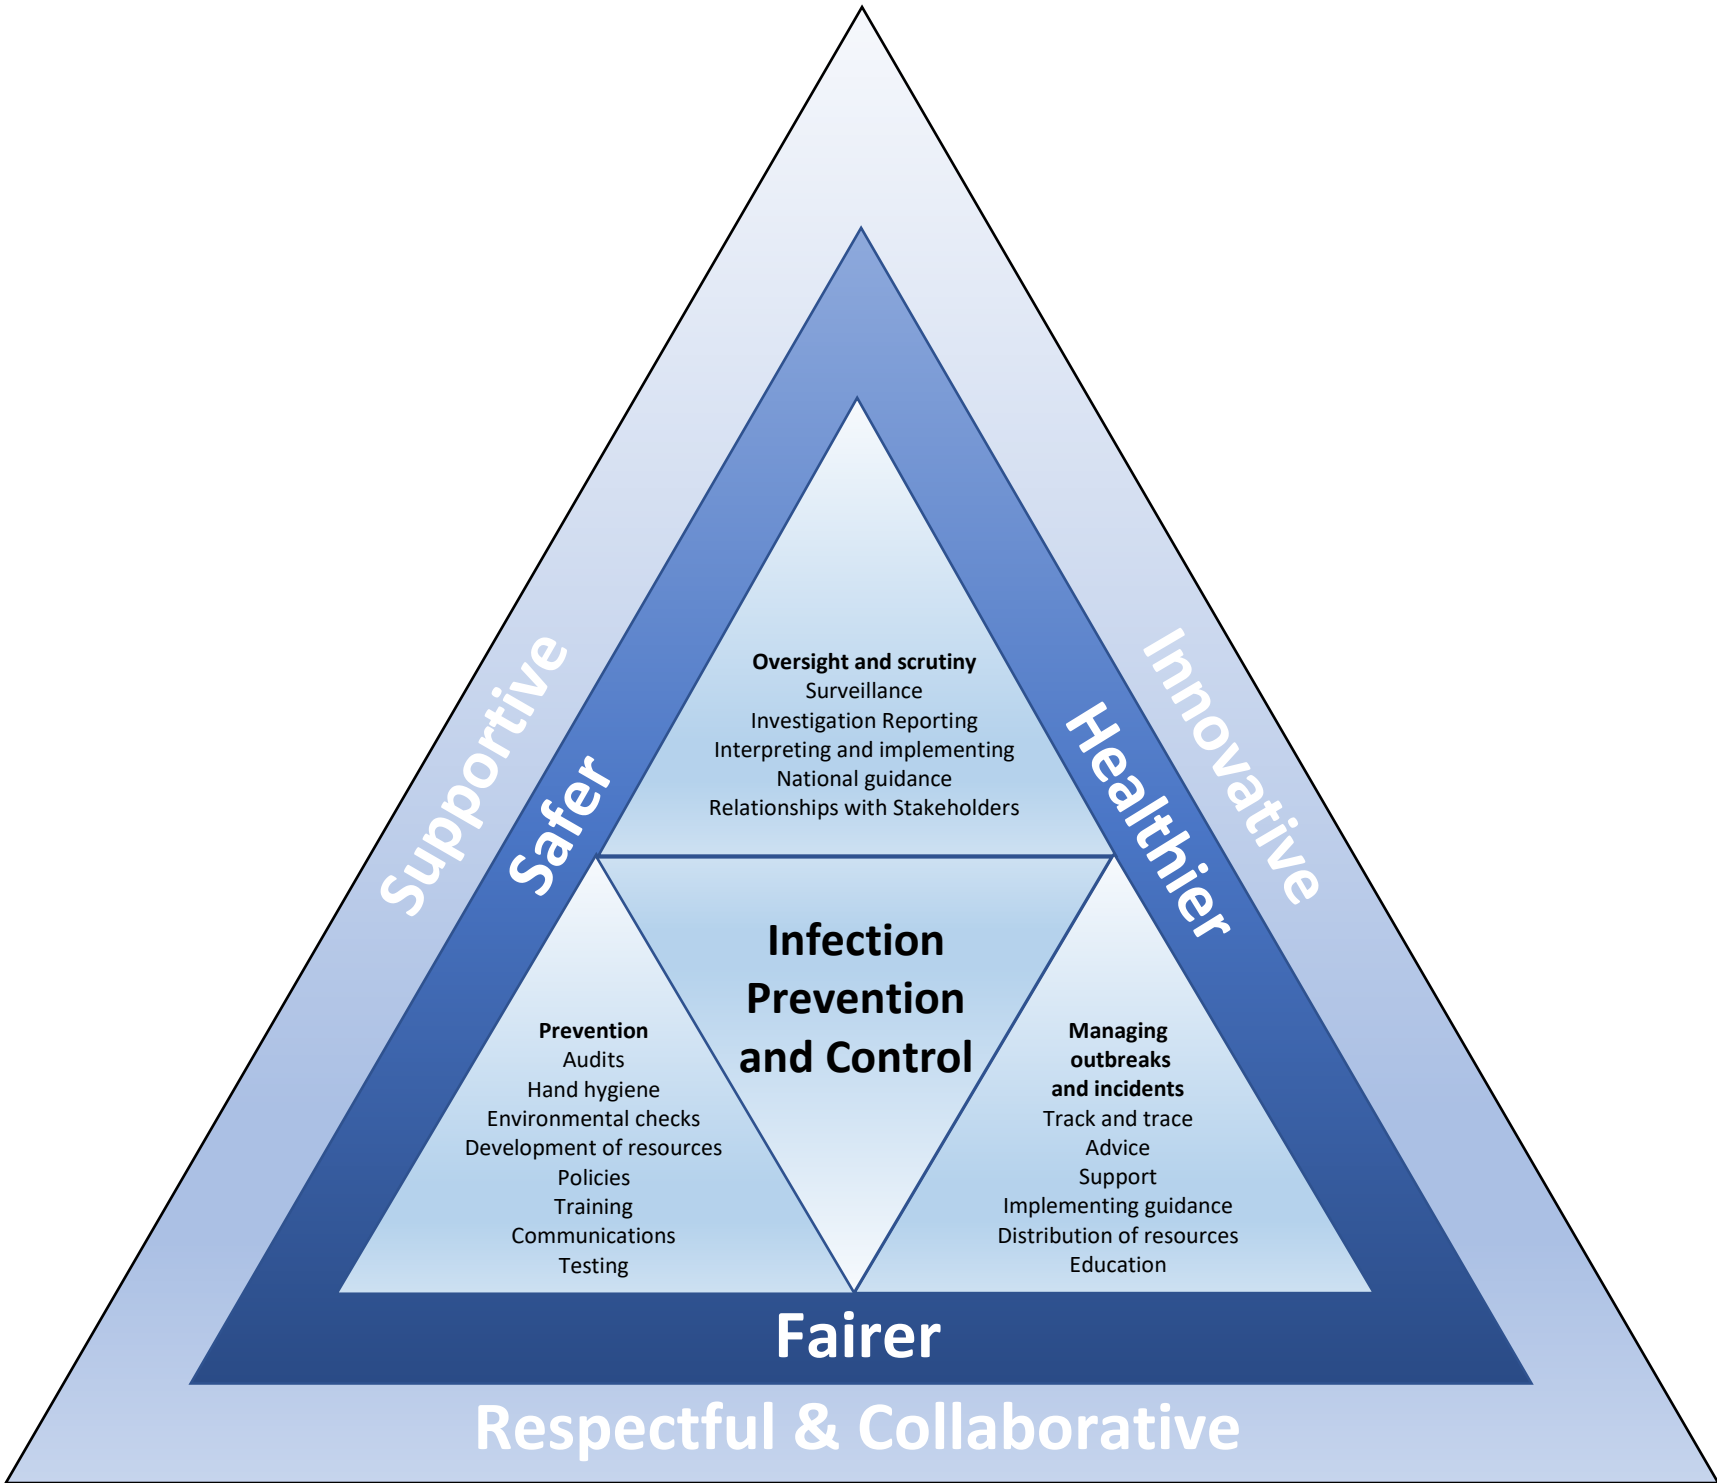 Supportive
Innovative
Safer
Healthier
Oversight and scrutiny
Surveillance
Investigation Reporting
Interpreting and implementing
National guidance
Relationships with Stakeholders
Infection
Prevention
and Control
Prevention
Audits
Hand hygiene
Environmental checks
Development of resources
Policies
Training
Communications
Testing
Managing
outbreaks
and incidents
Track and trace
Advice
Support
Implementing guidance
Distribution of resources
Education
Fairer
Respectful & Collaborative